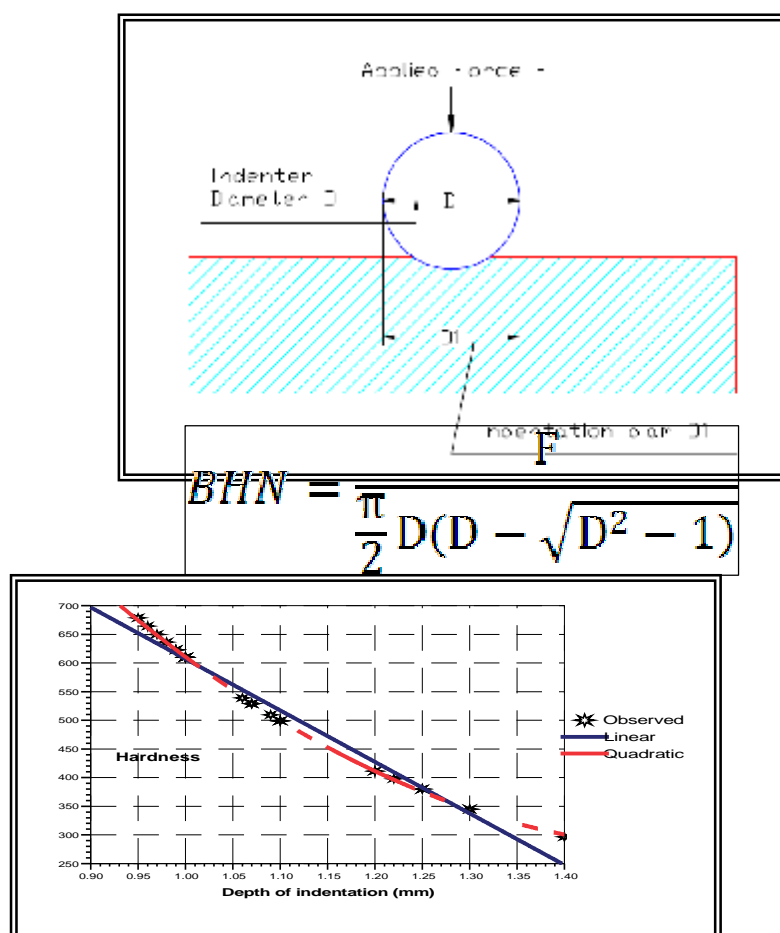 Indenter
D
BHN = F / (π/2 D(D − √(D² − 1)))
700
650
600
550
500
450
400
350
300
250
Hardness
Observed
Linear
Quadratic
0.90 0.95 1.00 1.05 1.10 1.15 1.20 1.25 1.30 1.35 1.40
Depth of indentation (mm)